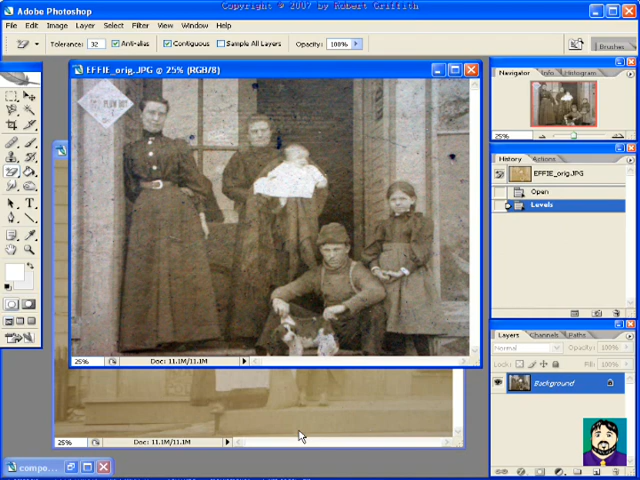 Copyright © 2007 by Robert Griffith
Adobe Photoshop
File Edit Image Layer Select Filter View Window Help
Tolerance: 32 Anti-alias Contiguous Sample All Layers Opacity: 100% Brushes
EFFIE_orig.JPG @ 25% (RGB/8)
Navigator Info Histogram
25%
History Actions
EFFIE_orig.JPG
Open
Levels
Layers Channels Paths
Normal Opacity: 100%
Lock: Fill: 100%
Background
25% Doc: 11.1M/11.1M
25% Doc: 11.1M/11.1M
compo...